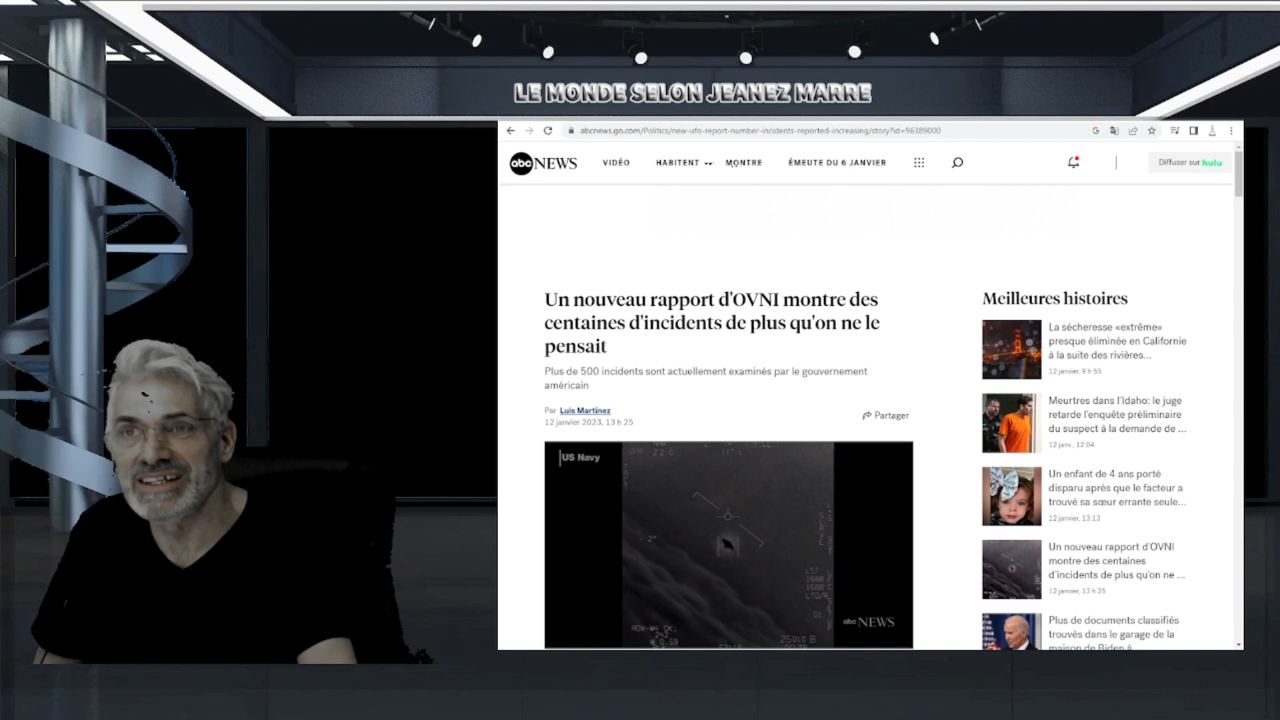 LE MONDE SELON JEANEZ MARRE
abcnews.go.com/Politics/new-ufo-report-number-incidents-reported-increasing/story?id=96389000
abc NEWS
VIDÉO
HABITENT
MONTRE
ÉMEUTE DU 6 JANVIER
Diffuser sur hulu
Un nouveau rapport d'OVNI montre des
centaines d'incidents de plus qu'on ne le
pensait
Plus de 500 incidents sont actuellement examinés par le gouvernement
américain
Par Luis Martinez
12 janvier 2023, 13 h 25
Partager
US Navy
abc NEWS
Meilleures histoires
La sécheresse «extrême»
presque éliminée en Californie
à la suite des rivières...
12 janvier, 9 h 55
Meurtres dans l'Idaho: le juge
retarde l'enquête préliminaire
du suspect à la demande de ...
12 janv., 12:04
Un enfant de 4 ans porté
disparu après que le facteur a
trouvé sa sœur errante seule...
12 janvier, 13:13
Un nouveau rapport d'OVNI
montre des centaines
d'incidents de plus qu'on ne ...
12 janvier, 13 h 25
Plus de documents classifiés
trouvés dans le garage de la
maison de Biden à